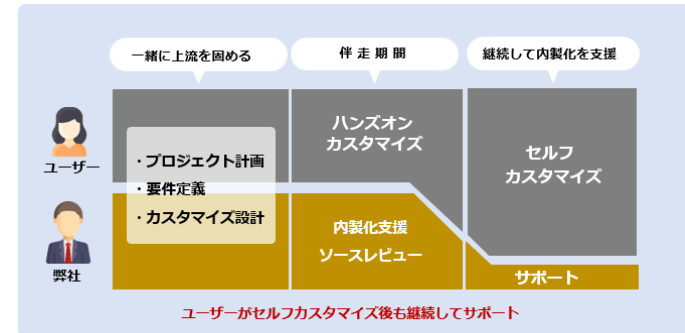 一緒に上流を固める
伴走期間
継続して内製化を支援
ユーザー
・プロジェクト計画
・要件定義
・カスタマイズ設計
ハンズオン
カスタマイズ
セルフ
カスタマイズ
弊社
内製化支援
ソースレビュー
サポート
ユーザーがセルフカスタマイズ後も継続してサポート